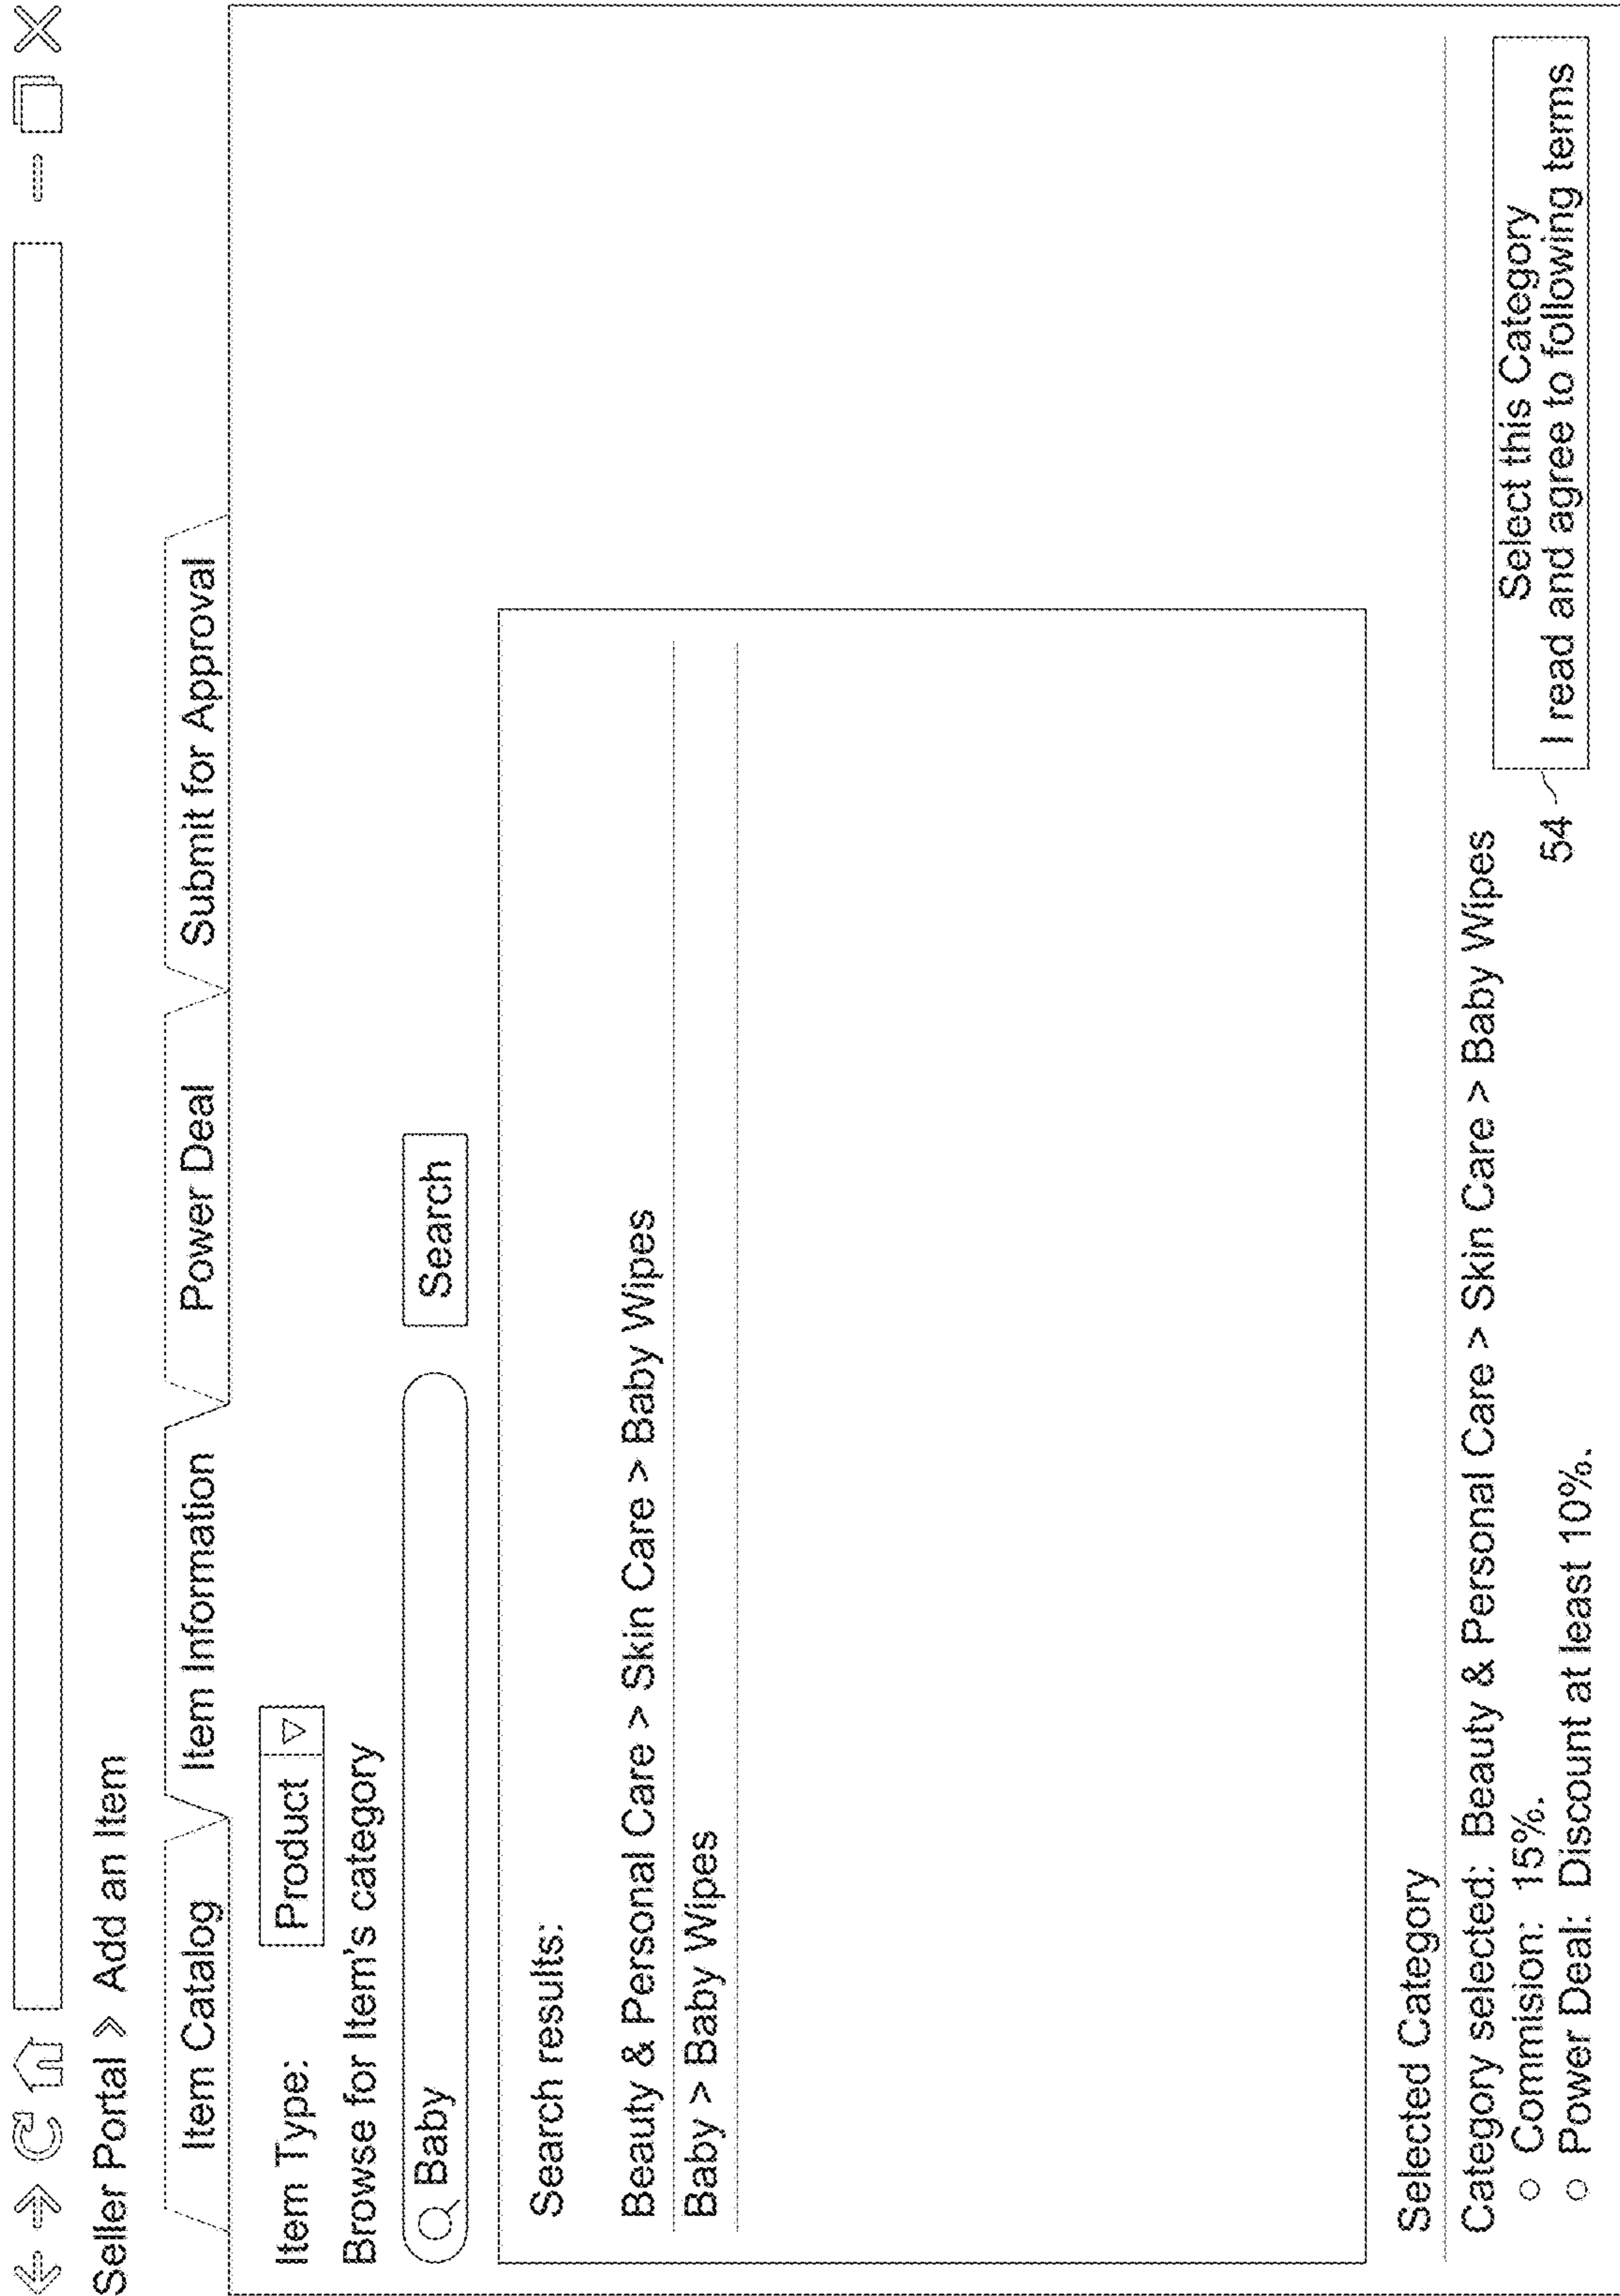 Seller Portal > Add an Item
Item Catalog
Item Information
Power Deal
Submit for Approval
Item Type:
Product
Browse for Item's category
Baby
Search
Search results:
Beauty & Personal Care > Skin Care > Baby Wipes
Baby > Baby Wipes
Selected Category
Category selected: Beauty & Personal Care > Skin Care > Baby Wipes
○ Commision: 15%.
○ Power Deal: Discount at least 10%.
54
Select this Category
I read and agree to following terms